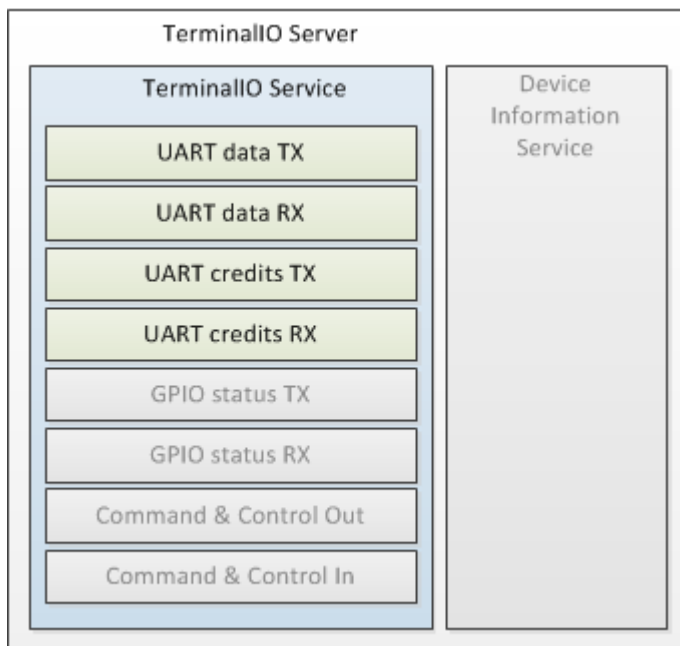 TerminalIO Server
TerminalIO Service
UART data TX
UART data RX
UART credits TX
UART credits RX
GPIO status TX
GPIO status RX
Command & Control Out
Command & Control In
Device
Information
Service